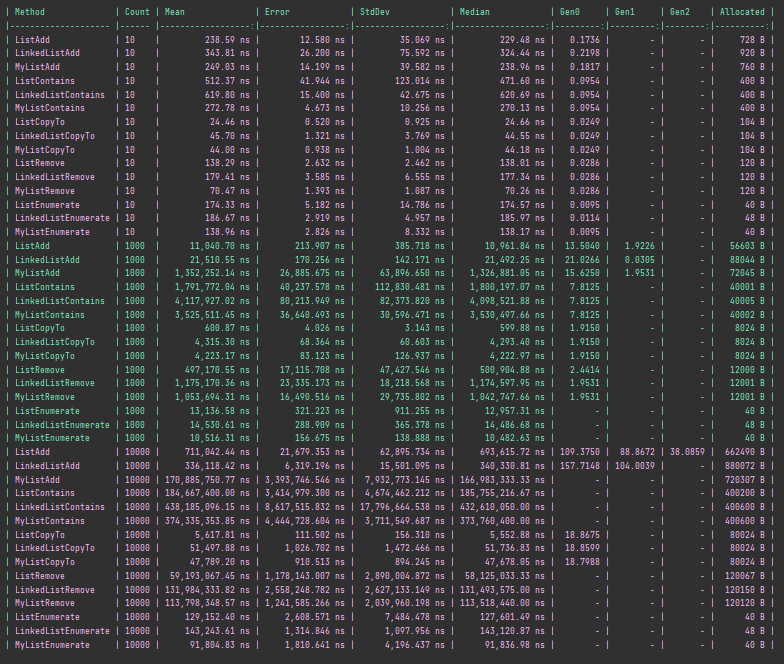 | Method | Count | Mean | Error | StdDev | Median | Gen0 | Gen1 | Gen2 | Allocated |
|-------------------- |------ |-----------------:|----------------:|----------------:|-----------------:|---------:|---------:|--------:|----------:|
| ListAdd | 10 | 238.59 ns | 12.580 ns | 35.069 ns | 229.48 ns | 0.1736 | - | - | 728 B |
| LinkedListAdd | 10 | 343.81 ns | 26.200 ns | 75.592 ns | 324.44 ns | 0.2198 | - | - | 920 B |
| MyListAdd | 10 | 249.03 ns | 14.199 ns | 39.582 ns | 238.96 ns | 0.1817 | - | - | 760 B |
| ListContains | 10 | 512.37 ns | 41.944 ns | 123.014 ns | 471.60 ns | 0.0954 | - | - | 400 B |
| LinkedListContains | 10 | 619.80 ns | 15.400 ns | 42.675 ns | 620.69 ns | 0.0954 | - | - | 400 B |
| MyListContains | 10 | 272.78 ns | 4.673 ns | 10.256 ns | 270.13 ns | 0.0954 | - | - | 400 B |
| ListCopyTo | 10 | 24.46 ns | 0.520 ns | 0.925 ns | 24.66 ns | 0.0249 | - | - | 104 B |
| LinkedListCopyTo | 10 | 45.70 ns | 1.321 ns | 3.769 ns | 44.55 ns | 0.0249 | - | - | 104 B |
| MyListCopyTo | 10 | 44.00 ns | 0.938 ns | 1.004 ns | 44.18 ns | 0.0249 | - | - | 104 B |
| ListRemove | 10 | 138.29 ns | 2.632 ns | 2.462 ns | 138.01 ns | 0.0286 | - | - | 120 B |
| LinkedListRemove | 10 | 179.41 ns | 3.585 ns | 6.555 ns | 177.34 ns | 0.0286 | - | - | 120 B |
| MyListRemove | 10 | 70.47 ns | 1.393 ns | 1.087 ns | 70.26 ns | 0.0286 | - | - | 120 B |
| ListEnumerate | 10 | 174.33 ns | 5.182 ns | 14.786 ns | 174.57 ns | 0.0095 | - | - | 40 B |
| LinkedListEnumerate | 10 | 186.67 ns | 2.919 ns | 4.957 ns | 185.97 ns | 0.0114 | - | - | 48 B |
| MyListEnumerate | 10 | 138.96 ns | 2.826 ns | 8.332 ns | 138.17 ns | 0.0095 | - | - | 40 B |
| ListAdd | 1000 | 11,040.70 ns | 213.907 ns | 385.718 ns | 10,961.84 ns | 13.5040 | 1.9226 | - | 56603 B |
| LinkedListAdd | 1000 | 21,510.55 ns | 170.256 ns | 142.171 ns | 21,492.25 ns | 21.0266 | 0.0305 | - | 88044 B |
| MyListAdd | 1000 | 1,352,252.14 ns | 26,885.675 ns | 63,896.650 ns | 1,326,881.05 ns | 15.6250 | 1.9531 | - | 72045 B |
| ListContains | 1000 | 1,791,772.04 ns | 40,237.578 ns | 112,830.481 ns | 1,800,197.07 ns | 7.8125 | - | - | 40001 B |
| LinkedListContains | 1000 | 4,117,927.02 ns | 80,213.949 ns | 82,373.820 ns | 4,098,521.88 ns | 7.8125 | - | - | 40005 B |
| MyListContains | 1000 | 3,525,511.45 ns | 36,640.493 ns | 30,596.471 ns | 3,530,497.66 ns | 7.8125 | - | - | 40002 B |
| ListCopyTo | 1000 | 600.87 ns | 4.026 ns | 3.143 ns | 599.88 ns | 1.9150 | - | - | 8024 B |
| LinkedListCopyTo | 1000 | 4,315.30 ns | 68.364 ns | 60.603 ns | 4,293.40 ns | 1.9150 | - | - | 8024 B |
| MyListCopyTo | 1000 | 4,223.17 ns | 83.123 ns | 126.937 ns | 4,222.97 ns | 1.9150 | - | - | 8024 B |
| ListRemove | 1000 | 497,170.55 ns | 17,115.708 ns | 47,427.546 ns | 500,904.88 ns | 2.4414 | - | - | 12000 B |
| LinkedListRemove | 1000 | 1,175,170.36 ns | 23,335.173 ns | 18,218.568 ns | 1,174,597.95 ns | 1.9531 | - | - | 12001 B |
| MyListRemove | 1000 | 1,053,694.31 ns | 16,490.516 ns | 29,735.802 ns | 1,042,747.66 ns | 1.9531 | - | - | 12001 B |
| ListEnumerate | 1000 | 13,136.58 ns | 321.223 ns | 911.255 ns | 12,957.31 ns | - | - | - | 40 B |
| LinkedListEnumerate | 1000 | 14,530.61 ns | 288.909 ns | 365.378 ns | 14,486.68 ns | - | - | - | 48 B |
| MyListEnumerate | 1000 | 10,516.31 ns | 156.675 ns | 138.888 ns | 10,482.63 ns | - | - | - | 40 B |
| ListAdd | 10000 | 711,042.44 ns | 21,679.353 ns | 62,895.734 ns | 693,615.72 ns | 109.3750 | 88.8672 | 38.0859 | 662490 B |
| LinkedListAdd | 10000 | 336,118.42 ns | 6,319.196 ns | 15,501.095 ns | 340,330.81 ns | 157.7148 | 104.0039 | - | 880072 B |
| MyListAdd | 10000 | 170,885,750.77 ns | 3,393,746.546 ns | 7,932,773.145 ns | 166,983,333.33 ns | - | - | - | 720307 B |
| ListContains | 10000 | 184,667,400.00 ns | 3,414,979.300 ns | 4,674,462.212 ns | 185,755,216.67 ns | - | - | - | 400200 B |
| LinkedListContains | 10000 | 438,185,096.15 ns | 8,617,515.832 ns | 17,796,664.538 ns | 432,610,050.00 ns | - | - | - | 400600 B |
| MyListContains | 10000 | 374,335,353.85 ns | 4,444,728.604 ns | 3,711,549.687 ns | 373,760,400.00 ns | - | - | - | 400600 B |
| ListCopyTo | 10000 | 5,617.81 ns | 111.502 ns | 156.310 ns | 5,552.88 ns | 18.8675 | - | - | 80024 B |
| LinkedListCopyTo | 10000 | 51,497.88 ns | 1,026.702 ns | 1,472.466 ns | 51,736.83 ns | 18.8599 | - | - | 80024 B |
| MyListCopyTo | 10000 | 47,789.20 ns | 910.513 ns | 894.245 ns | 47,678.05 ns | 18.7988 | - | - | 80024 B |
| ListRemove | 10000 | 59,193,067.45 ns | 1,178,143.007 ns | 2,890,004.872 ns | 58,125,033.33 ns | - | - | - | 120067 B |
| LinkedListRemove | 10000 | 131,984,333.82 ns | 2,558,248.782 ns | 2,627,133.149 ns | 131,493,575.00 ns | - | - | - | 120150 B |
| MyListRemove | 10000 | 113,798,348.57 ns | 1,241,585.266 ns | 2,039,960.198 ns | 113,518,440.00 ns | - | - | - | 120120 B |
| ListEnumerate | 10000 | 129,152.40 ns | 2,608.571 ns | 7,484.478 ns | 127,601.49 ns | - | - | - | 40 B |
| LinkedListEnumerate | 10000 | 143,243.61 ns | 1,314.846 ns | 1,097.956 ns | 143,120.87 ns | - | - | - | 48 B |
| MyListEnumerate | 10000 | 91,804.83 ns | 1,810.641 ns | 4,196.437 ns | 91,836.98 ns | - | - | - | 40 B |